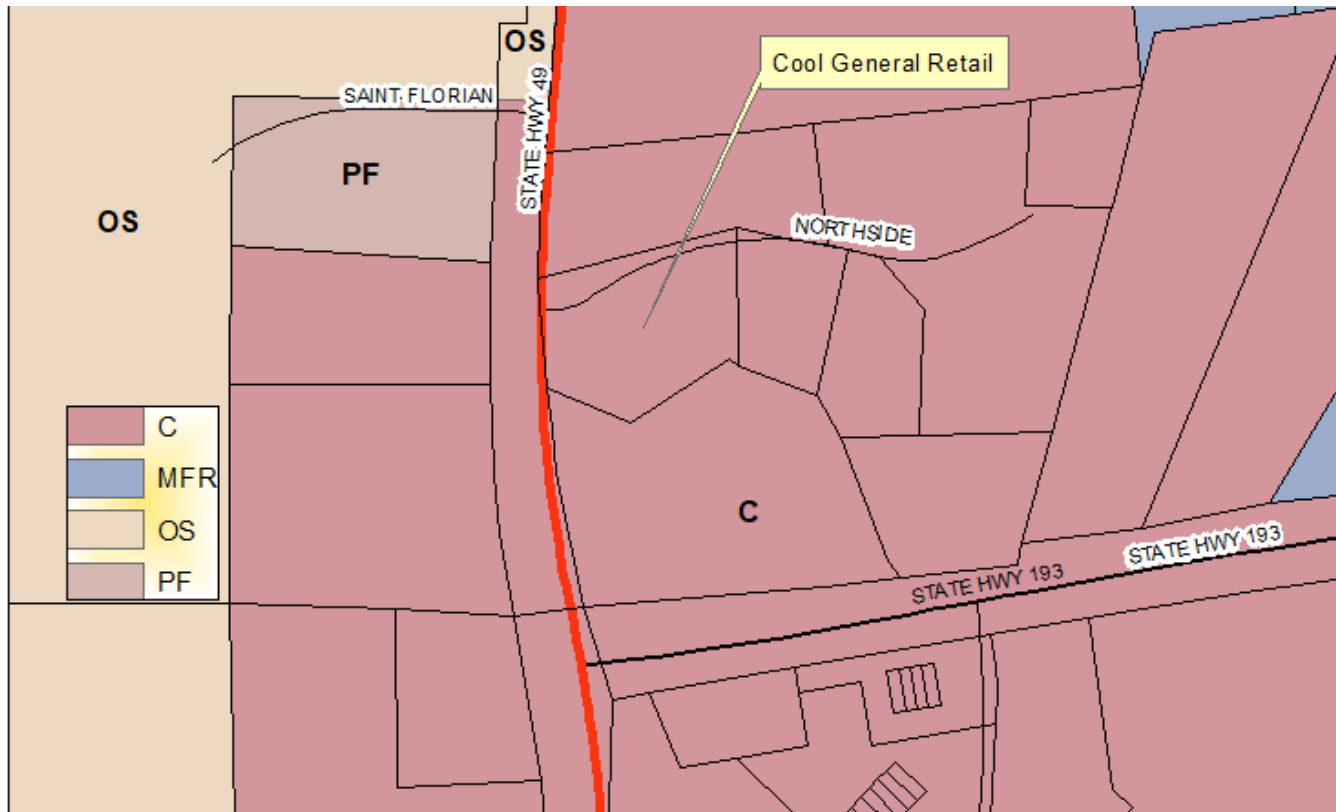 OS
Cool General Retail
SAINT FLORIAN
STATE HWY 49
PF
OS
NORTHSIDE
C
MFR
OS
PF
C
STATE HWY 193
STATE HWY 193